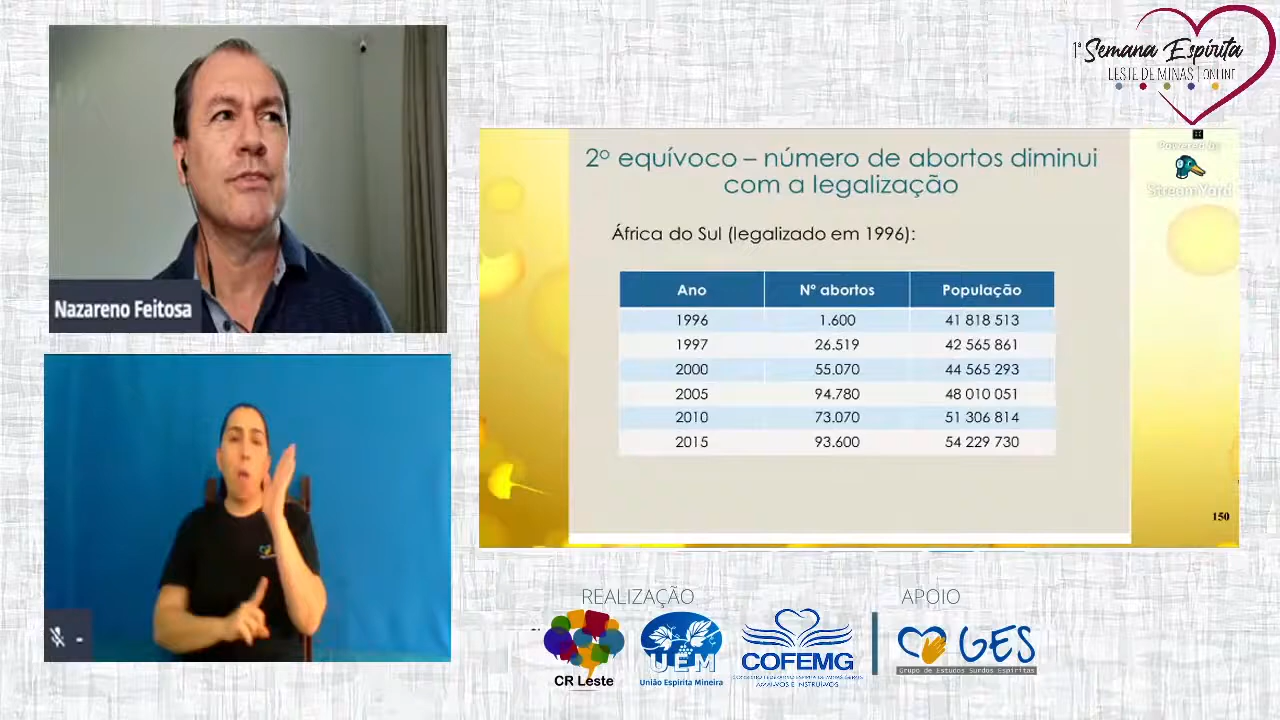 1ª Semana Espírita
LESTE DE MINAS | ONLINE
Powered by
StreamYard
Nazareno Feitosa
2º equívoco – número de abortos diminui
com a legalização
África do Sul (legalizado em 1996):
Ano Nº abortos População
1996 1.600 41 818 513
1997 26.519 42 565 861
2000 55.070 44 565 293
2005 94.780 48 010 051
2010 73.070 51 306 814
2015 93.600 54 229 730
150
REALIZAÇÃO
APOIO
CR Leste
UEM
União Espírita Mineira
COFEMG
GES
Grupo de Estudos Surdos Espíritas